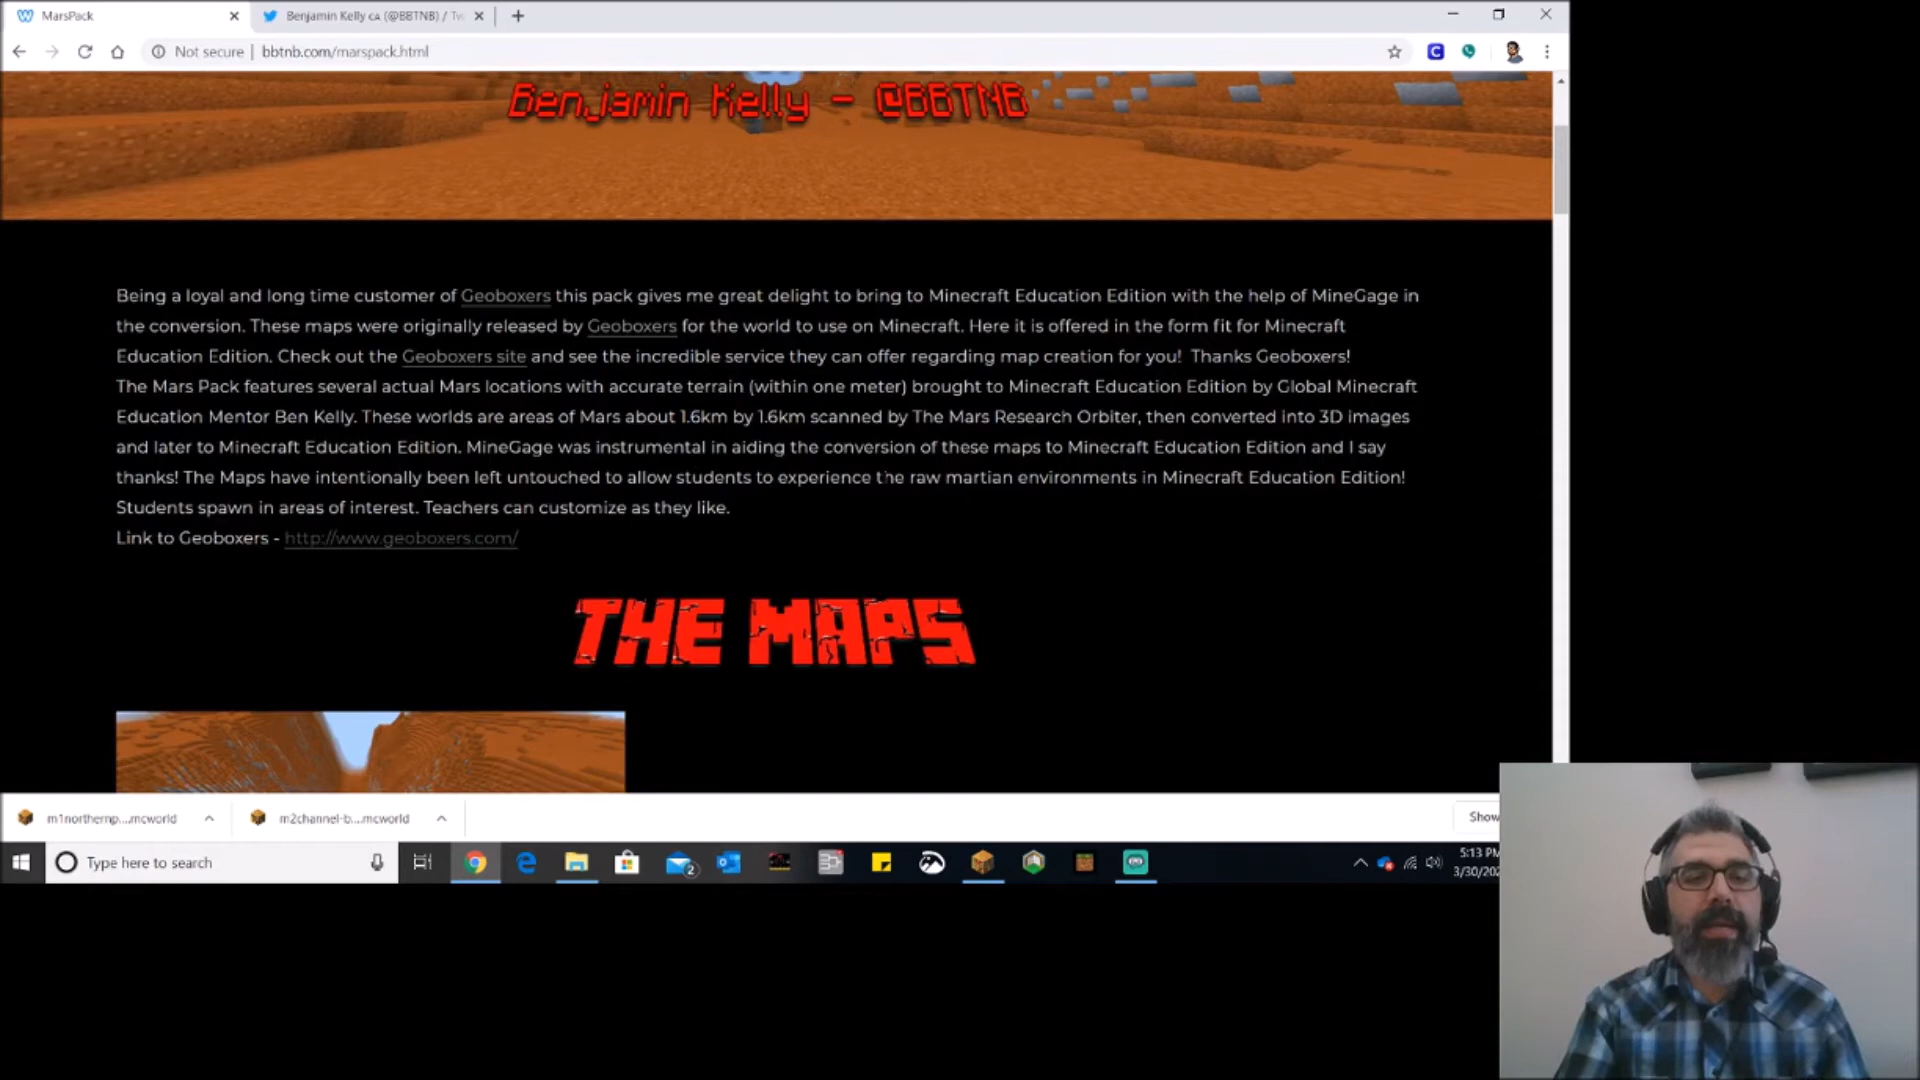 MarsPack
Benjamin Kelly ca (@BBTNB) / Tw
Not secure | bbtnb.com/marspack.html
Benjamin Kelly - @BBTNB
Being a loyal and long time customer of Geoboxers this pack gives me great delight to bring to Minecraft Education Edition with the help of MineGage in
the conversion. These maps were originally released by Geoboxers for the world to use on Minecraft. Here it is offered in the form fit for Minecraft
Education Edition. Check out the Geoboxers site and see the incredible service they can offer regarding map creation for you! Thanks Geoboxers!
The Mars Pack features several actual Mars locations with accurate terrain (within one meter) brought to Minecraft Education Edition by Global Minecraft
Education Mentor Ben Kelly. These worlds are areas of Mars about 1.6km by 1.6km scanned by The Mars Research Orbiter, then converted into 3D images
and later to Minecraft Education Edition. MineGage was instrumental in aiding the conversion of these maps to Minecraft Education Edition and I say
thanks! The Maps have intentionally been left untouched to allow students to experience the raw martian environments in Minecraft Education Edition!
Students spawn in areas of interest. Teachers can customize as they like.
Link to Geoboxers - http://www.geoboxers.com/
THE MAPS
m1northernp....mcworld
m2channel-b....mcworld
Show
Type here to search
2
5:13 PM
3/30/202